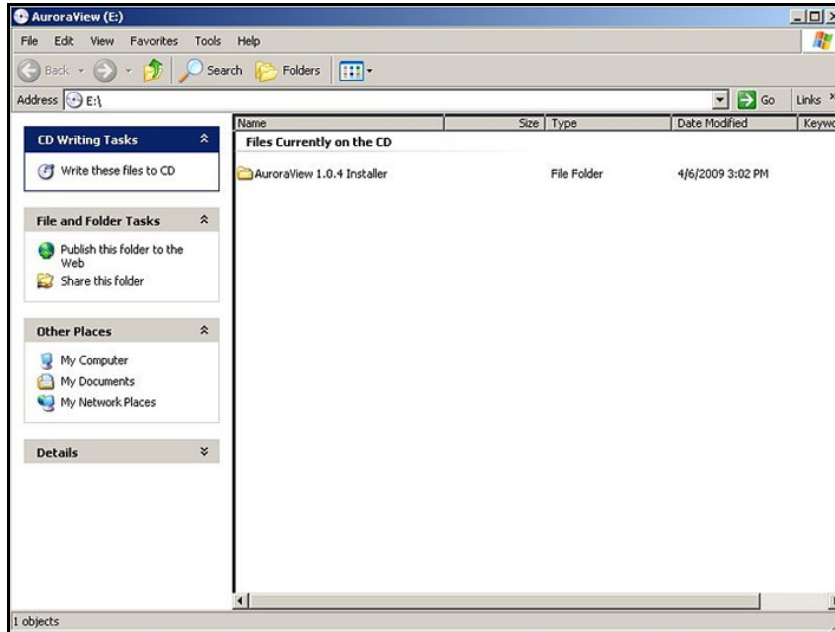 AuroraView (E:)
File Edit View Favorites Tools Help
Back Search Folders
Address E:\ Go Links
Name Size Type Date Modified
CD Writing Tasks
Files Currently on the CD
Write these files to CD
AuroraView 1.0.4 Installer File Folder 4/6/2009 3:02 PM
File and Folder Tasks
Publish this folder to the
Web
Share this folder
Other Places
My Computer
My Documents
My Network Places
Details
1 objects